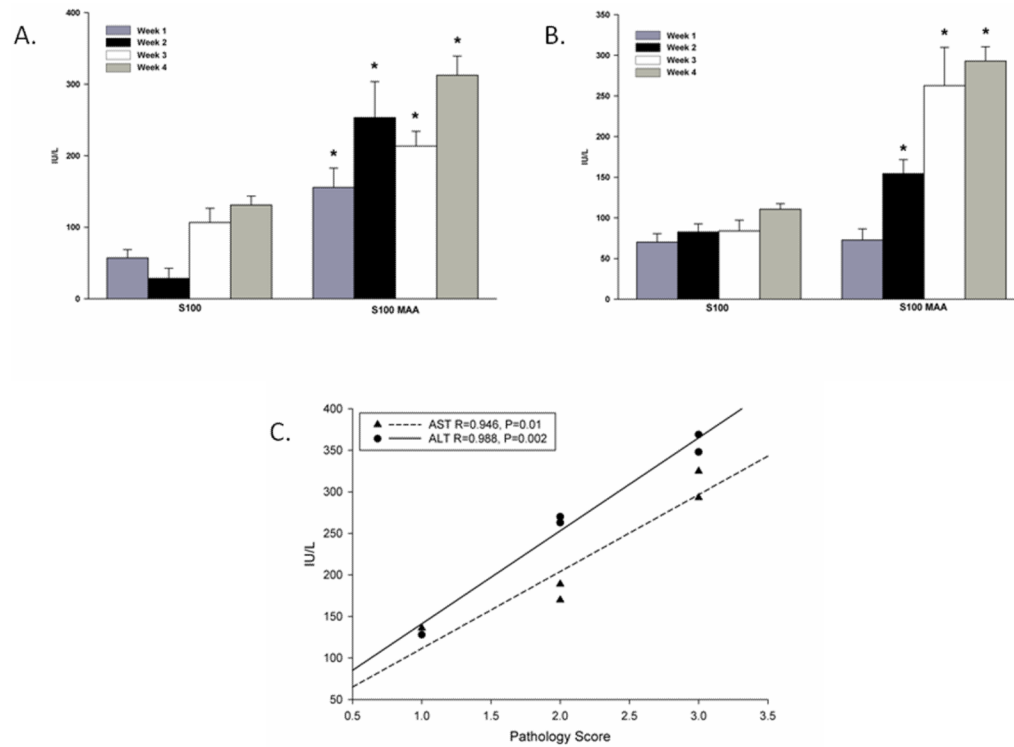 A.
400
300
200
100
0
IU/L
Week 1
Week 2
Week 3
Week 4
* * * *
S100 S100 MAA
B.
350
300
250
200
150
100
50
0
IU/L
Week 1
Week 2
Week 3
Week 4
* * *
S100 S100 MAA
C.
400
350
300
250
200
150
100
50
IU/L
AST R=0.946, P=0.01
ALT R=0.988, P=0.002
0.5 1.0 1.5 2.0 2.5 3.0 3.5
Pathology Score